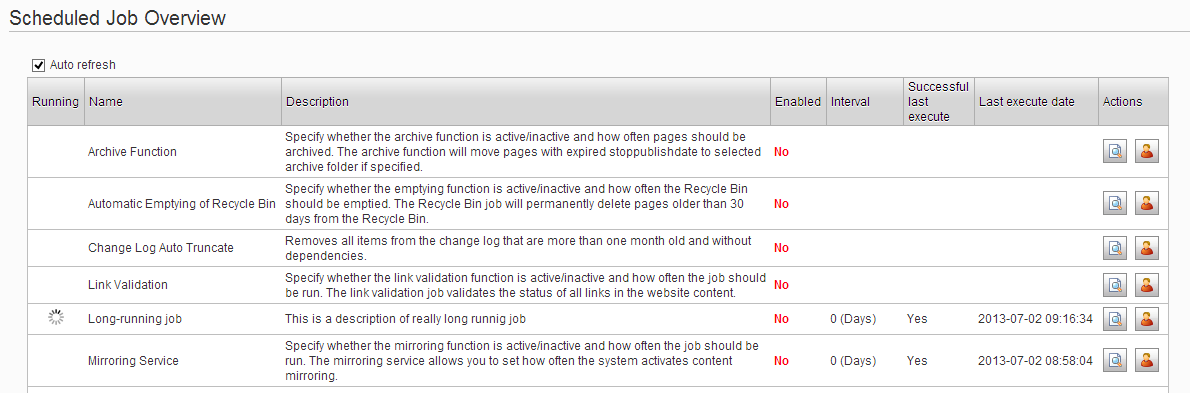 Scheduled Job Overview
Auto refresh
Running Name Description Enabled Interval Successful last execute Last execute date Actions
Archive Function
Specify whether the archive function is active/inactive and how often pages should be
archived. The archive function will move pages with expired stoppublishdate to selected
archive folder if specified.
No
Automatic Emptying of Recycle Bin
Specify whether the emptying function is active/inactive and how often the Recycle Bin
should be emptied. The Recycle Bin job will permanently delete pages older than 30
days from the Recycle Bin.
No
Change Log Auto Truncate
Removes all items from the change log that are more than one month old and without
dependencies.
No
Link Validation
Specify whether the link validation function is active/inactive and how often the job should
be run. The link validation job validates the status of all links in the website content.
No
Long-running job This is a description of really long runnig job No 0 (Days) Yes 2013-07-02 09:16:34
Mirroring Service
Specify whether the mirroring function is active/inactive and how often the job should be
run. The mirroring service allows you to set how often the system activates content
mirroring.
No 0 (Days) Yes 2013-07-02 08:58:04